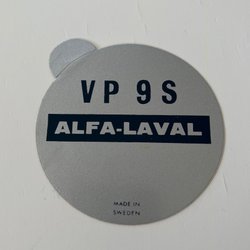 VP 9S
ALFA-LAVAL
MADE IN
SWEDEN